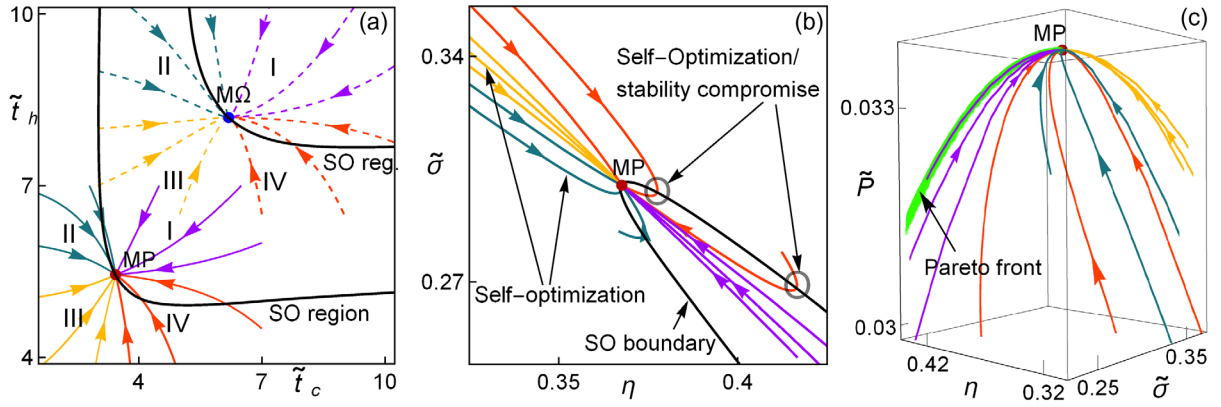 (a)
10
I
II
MΩ
t̃ h
7
SO reg.
III
IV
I
II
MP
III
IV
SO region
4
4
7
t̃ c
10
(b)
0.34
Self-Optimization/
stability compromise
σ̃
MP
0.27
Self-optimization
SO boundary
0.35
η
0.4
(c)
MP
0.033
P̃
Pareto front
0.03
0.42
η
0.32
0.25
σ̃
0.35